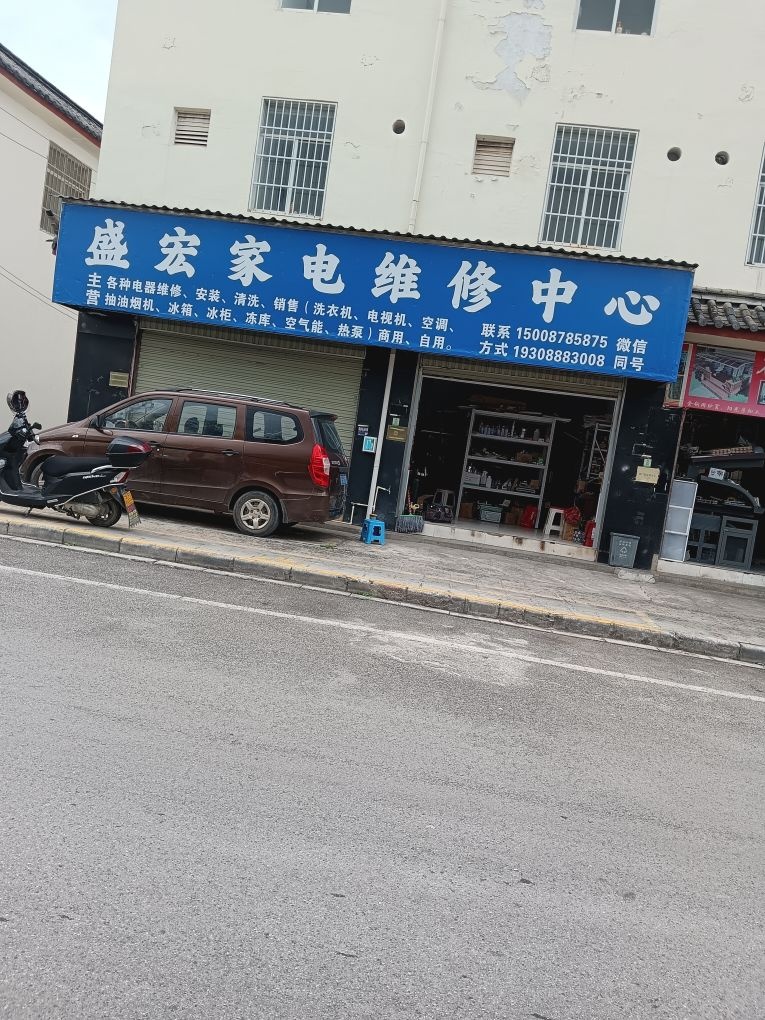 盛宏家电维修中心
主营 各种电器维修、安装、清洗、销售（洗衣机、电视机、空调、
抽油烟机、冰箱、冰柜、冻库、空气能、热泵）商用、自用。
联系方式 15008785875 微信同号
19308883008